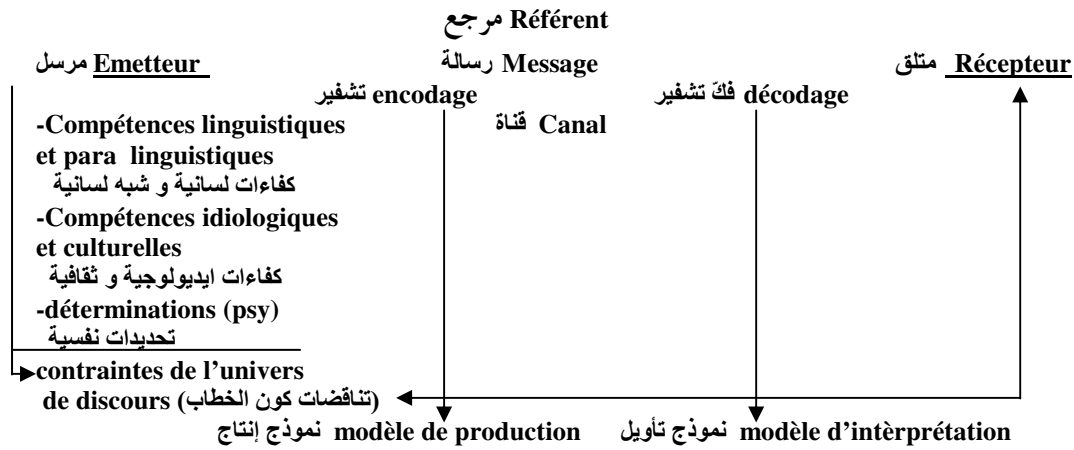 Référent مرجع
Emetteur مرسل Message رسالة Récepteur متلق
encodage تشفير décodage فكّ تشفير
-Compétences linguistiques Canal قناة
et para linguistiques
كفاءات لسانية و شبه لسانية
-Compétences idiologiques
et culturelles
كفاءات ايديولوجية و ثقافية
-déterminations (psy)
تحديدات نفسية
contraintes de l’univers
de discours (تناقضات كون الخطاب)
modèle de production نموذج إنتاج modèle d'intèrprétation نموذج تأويل